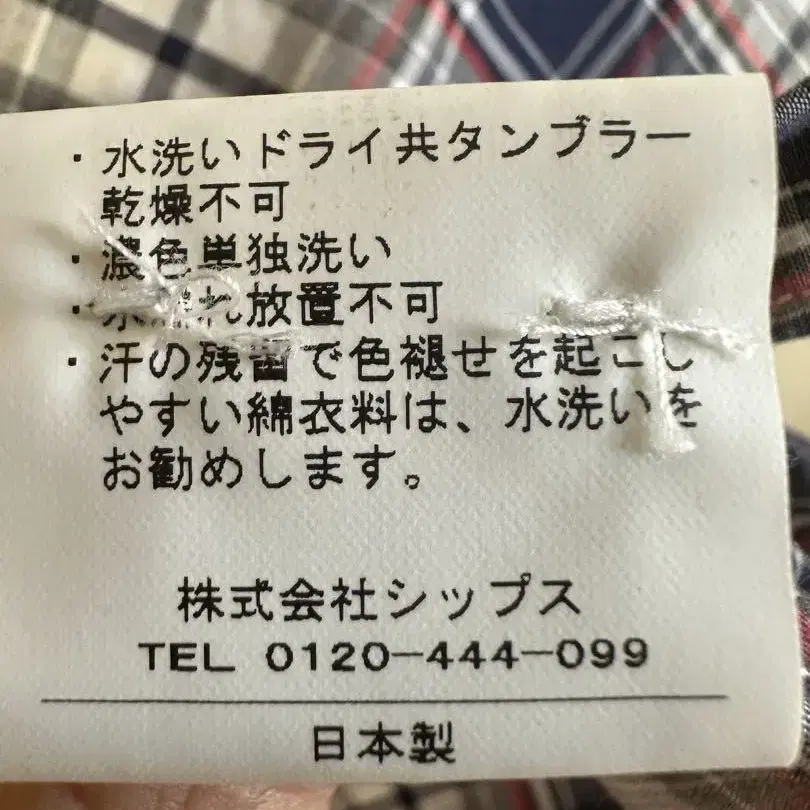 ・水洗いドライ共タンブラー
乾燥不可
・濃色単独洗い
・水濡れ放置不可
・汗の残留で色褪せを起こし
やすい綿衣料は、水洗いを
お勧めします。
株式会社シップス
TEL 0120-444-099
日本製